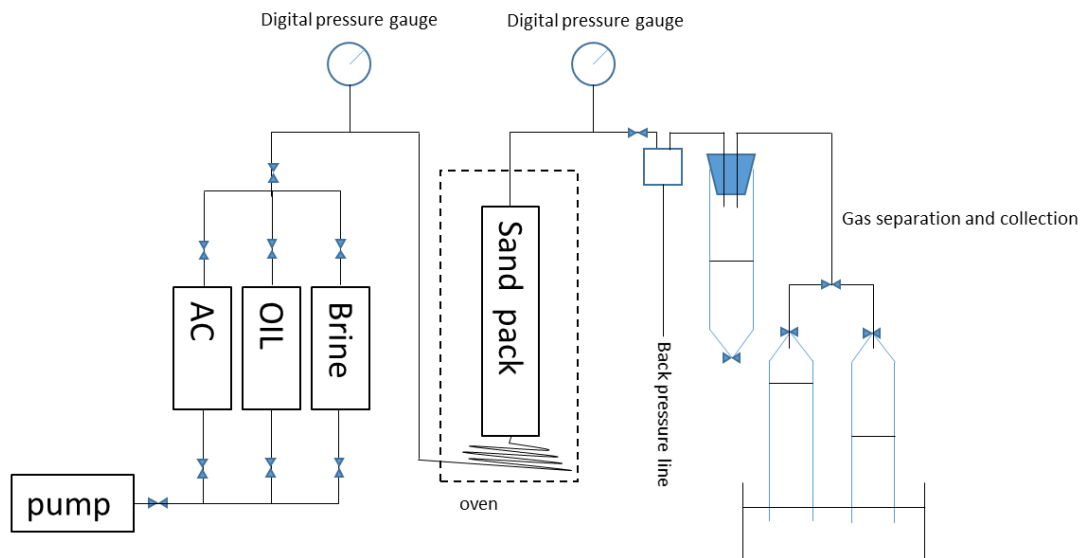 Digital pressure gauge
Digital pressure gauge
AC
OIL
Brine
Sand pack
Gas separation and collection
Back pressure line
pump
oven